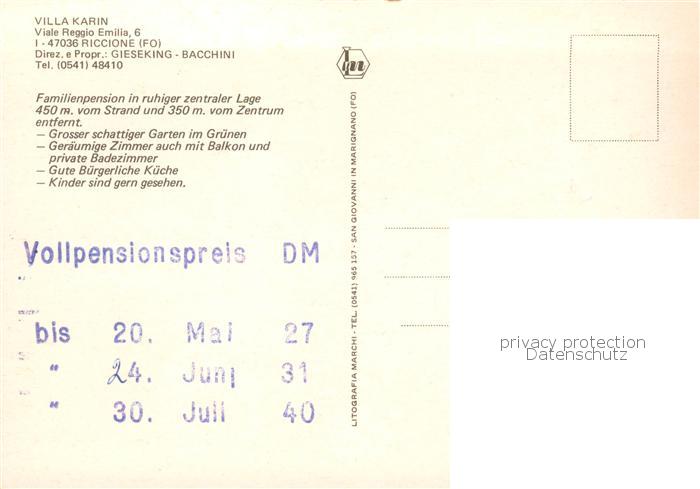 VILLA KARIN
Viale Reggio Emilia, 6
I - 47036 RICCIONE (FO)
Direz. e Propr.: GIESEKING - BACCHINI
Tel. (0541) 48410
Familienpension in ruhiger zentraler Lage
450 m. vom Strand und 350 m. vom Zentrum
entfernt.
— Grosser schattiger Garten im Grünen
— Geräumige Zimmer auch mit Balkon und
private Badezimmer
— Gute Bürgerliche Küche
— Kinder sind gern gesehen.
Vollpensionspreis DM
bis 20. Mai 27
" 24. Juni 31
" 30. Juli 40
LITOGRAFIA MARCHI - TEL. (0541) 965 157 - SAN GIOVANNI IN MARIGNANO (FO)
privacy protection
Datenschutz